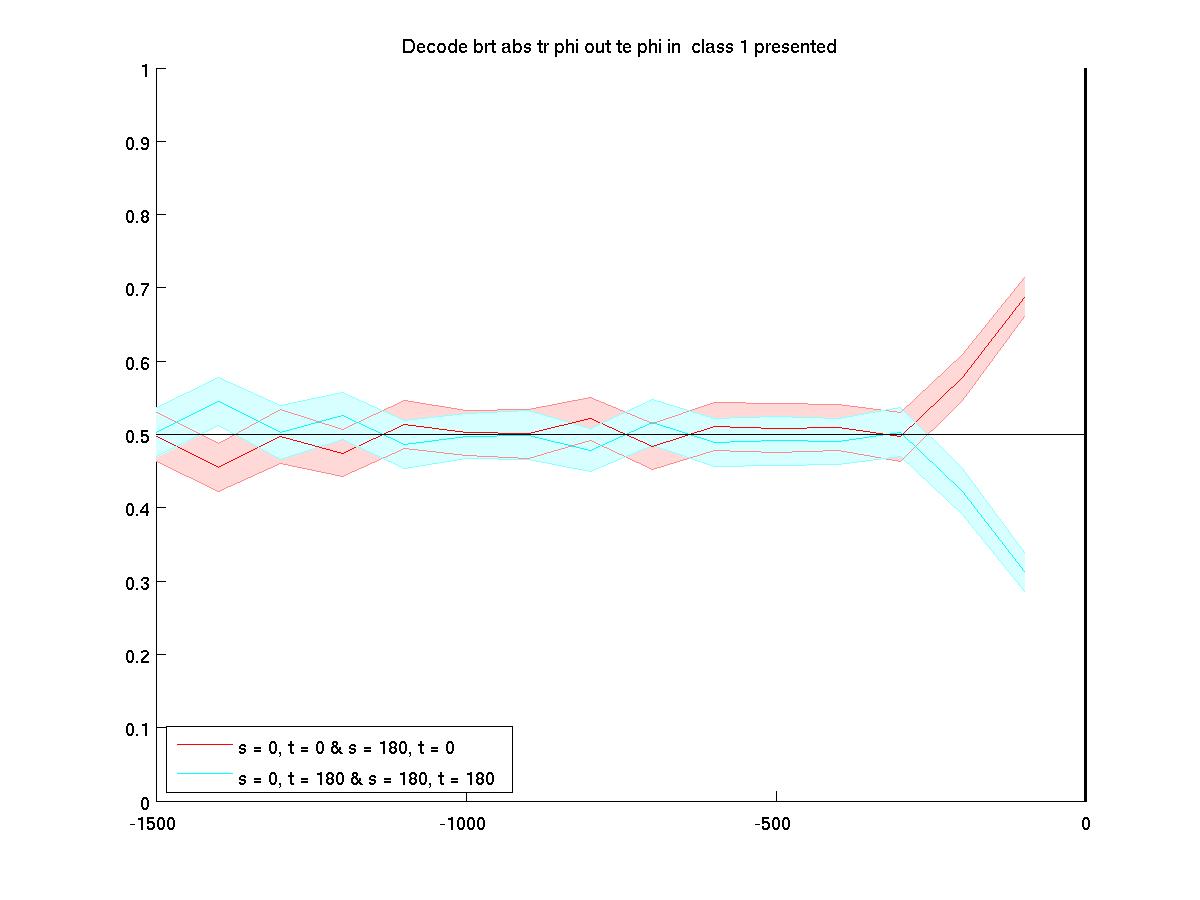 Decode brt abs tr phi out te phi in  class 1 presented
1
0.9
0.8
0.7
0.6
0.5
0.4
0.3
0.2
0.1
0
s = 0, t = 0 & s = 180, t = 0
s = 0, t = 180 & s = 180, t = 180
-1500 -1000 -500 0